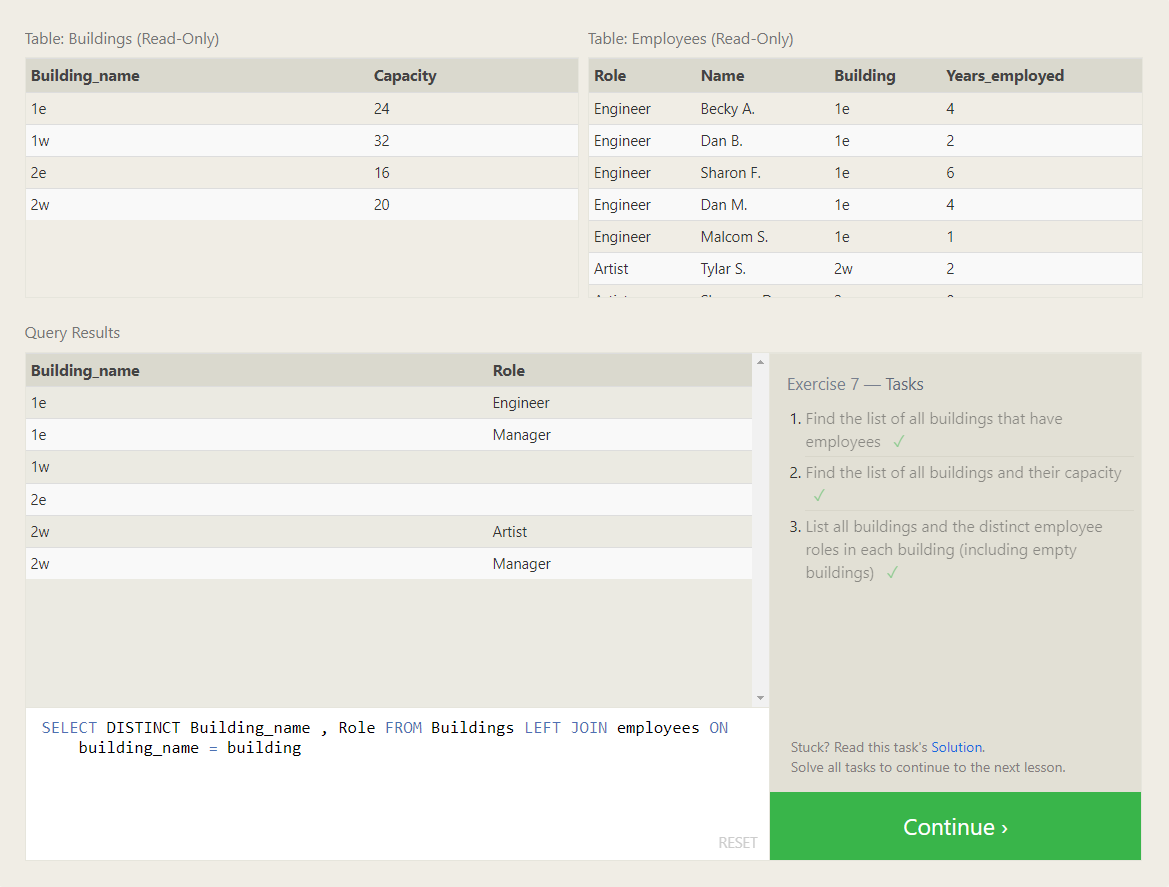 Table: Buildings (Read-Only)
Building_name Capacity
1e 24
1w 32
2e 16
2w 20
Table: Employees (Read-Only)
Role Name Building Years_employed
Engineer Becky A. 1e 4
Engineer Dan B. 1e 2
Engineer Sharon F. 1e 6
Engineer Dan M. 1e 4
Engineer Malcom S. 1e 1
Artist Tylar S. 2w 2
Query Results
Building_name Role
1e Engineer
1e Manager
1w
2e
2w Artist
2w Manager
SELECT DISTINCT Building_name , Role FROM Buildings LEFT JOIN employees ON
building_name = building
RESET
Exercise 7 — Tasks
1. Find the list of all buildings that have
employees ✓
2. Find the list of all buildings and their capacity
✓
3. List all buildings and the distinct employee
roles in each building (including empty
buildings) ✓
Stuck? Read this task's Solution.
Solve all tasks to continue to the next lesson.
Continue ›